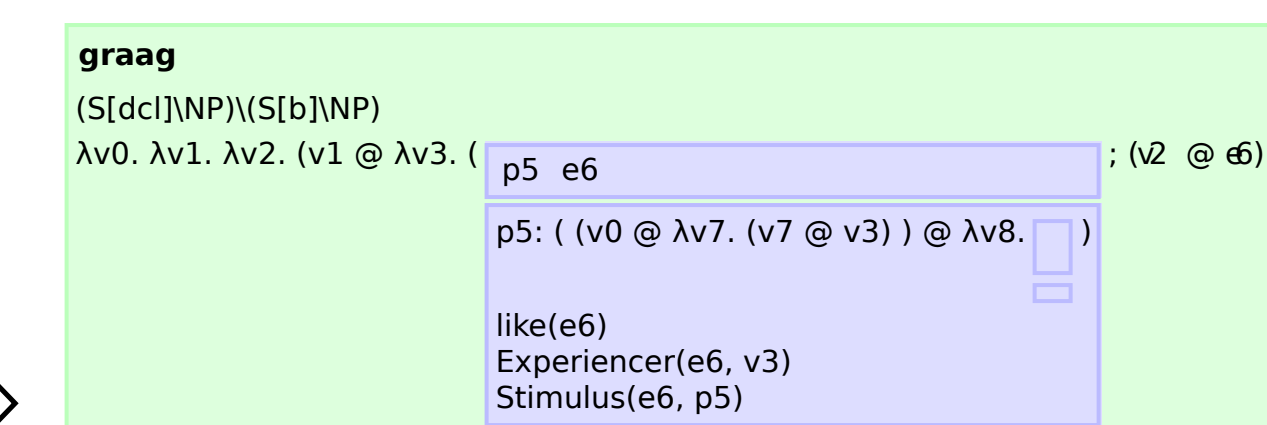 graag
(S[dcl]\NP)\(S[b]\NP)
λv0. λv1. λv2. (v1 @ λv3. ( p5 e6 ; (v2 @ e6)
p5: ( (v0 @ λv7. (v7 @ v3) ) @ λv8. )
like(e6)
Experiencer(e6, v3)
Stimulus(e6, p5)